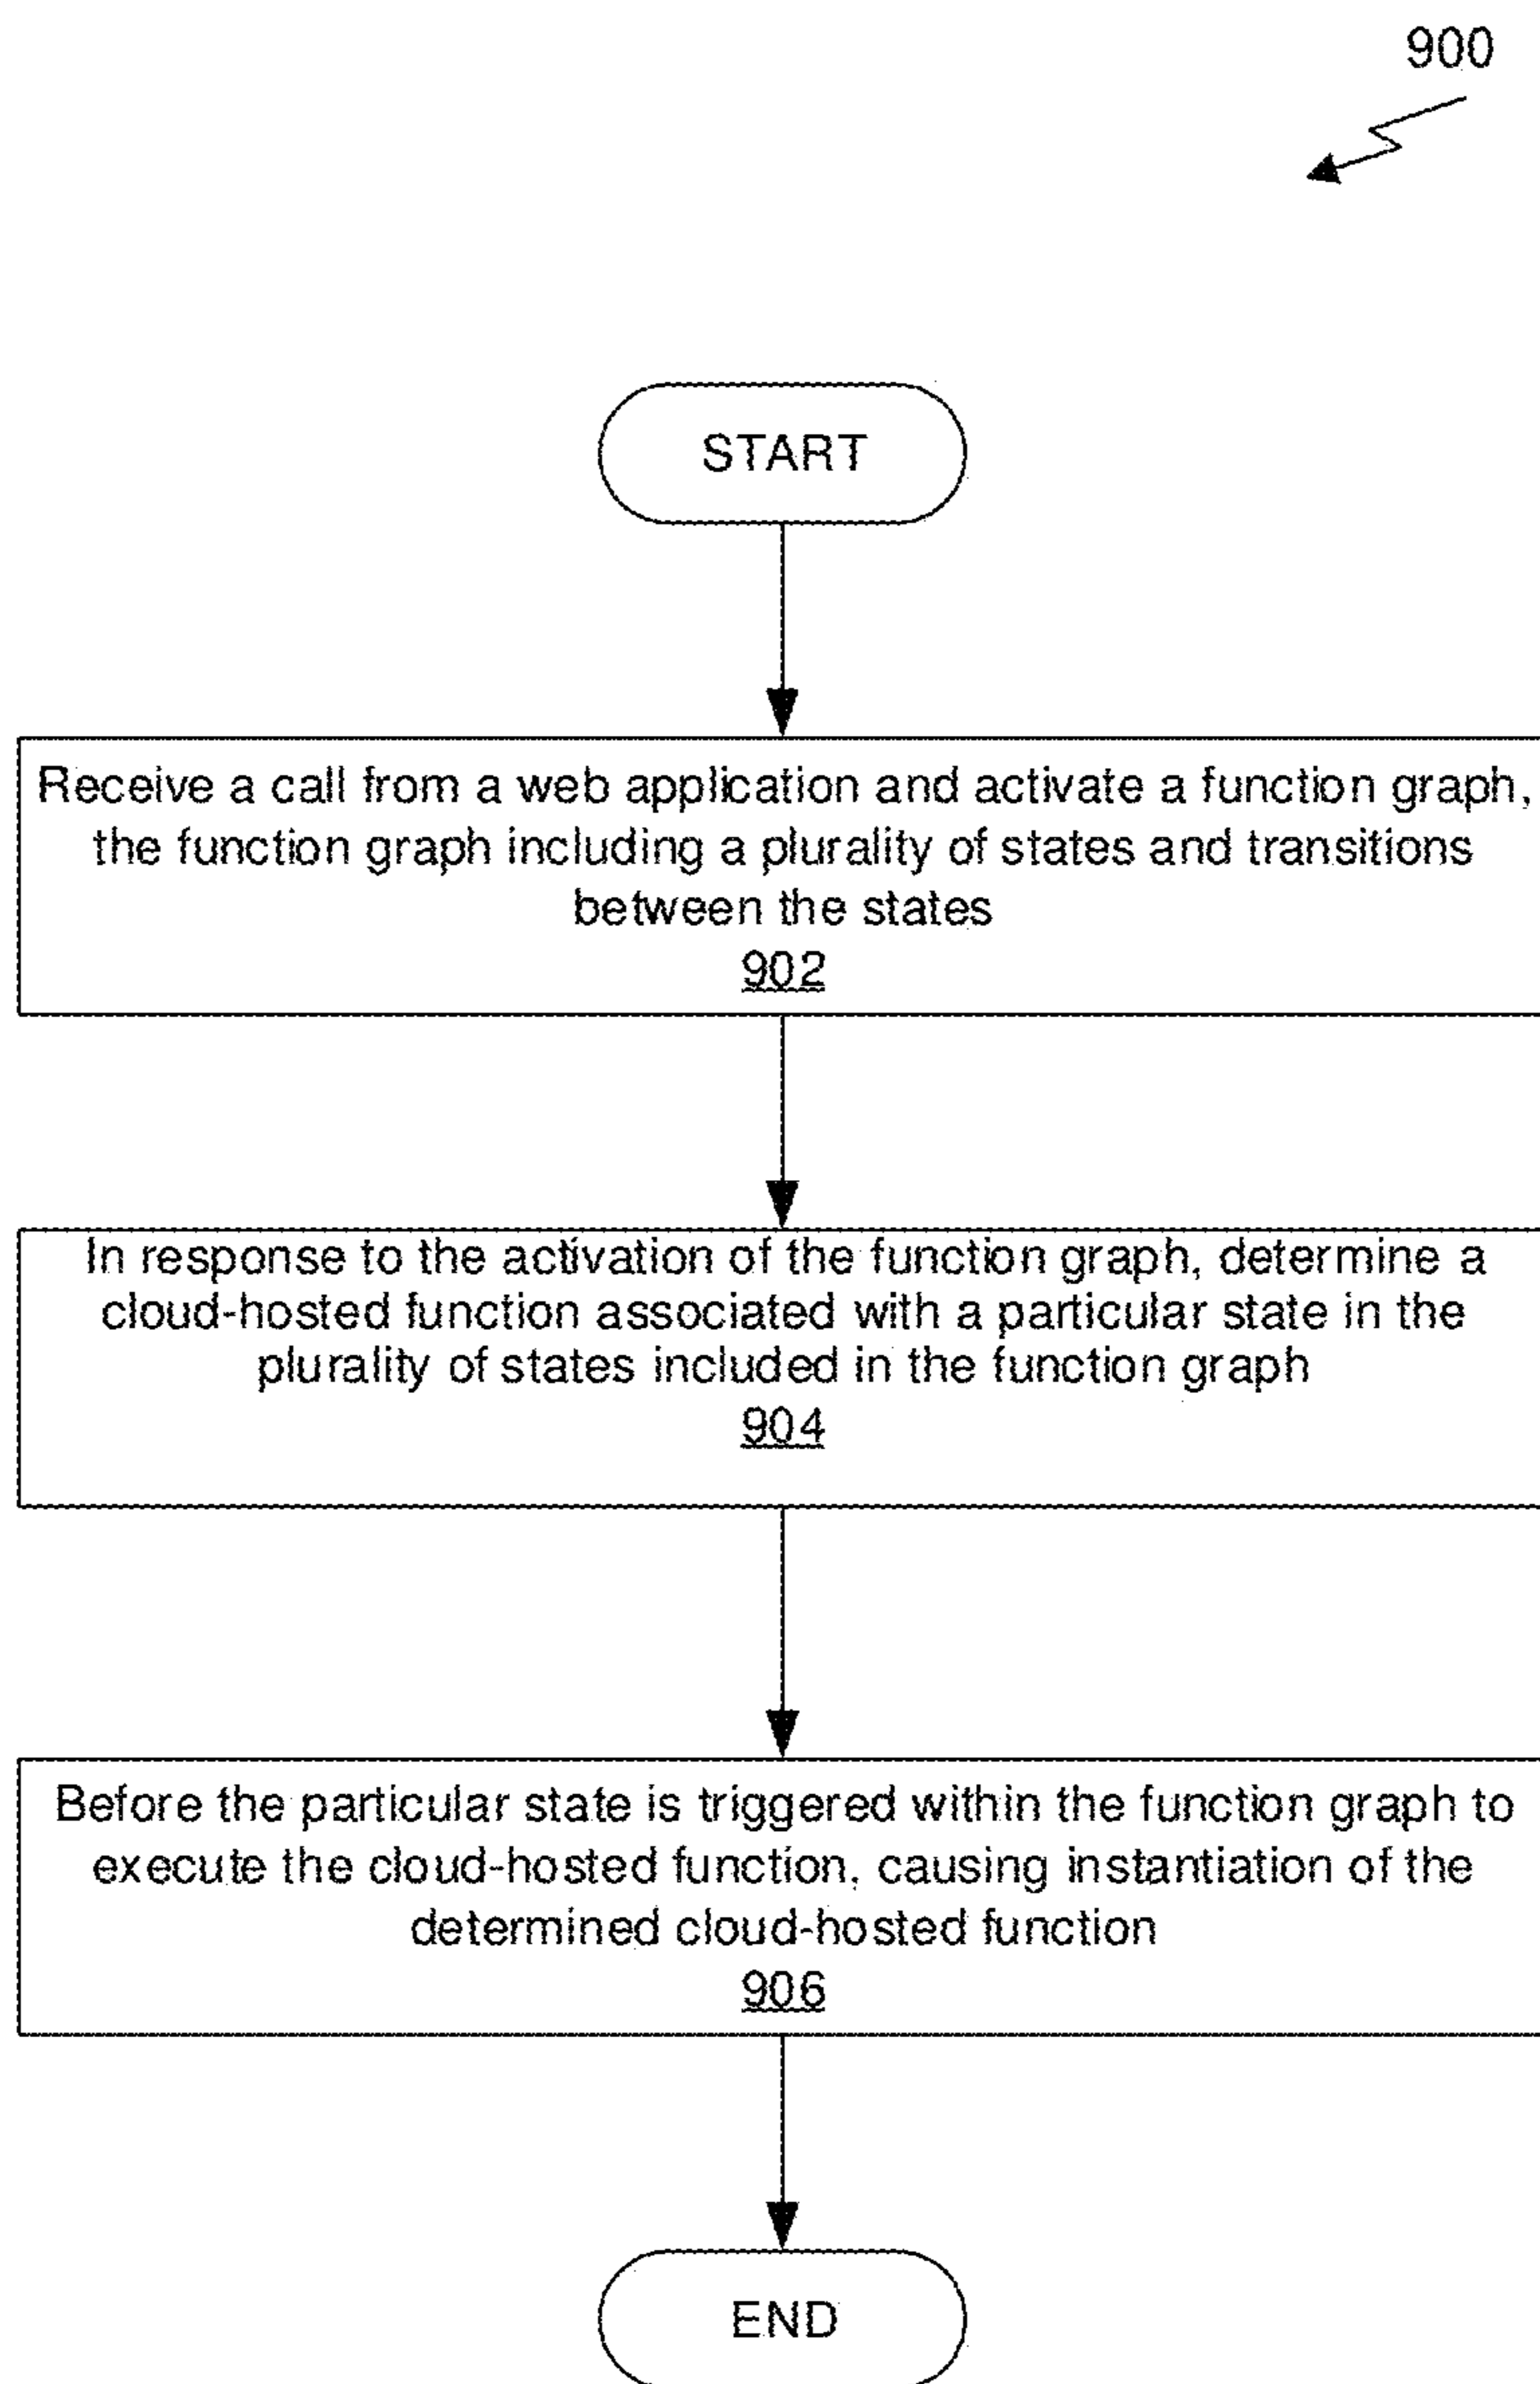 900
START
Receive a call from a web application and activate a function graph,
the function graph including a plurality of states and transitions
between the states
902
In response to the activation of the function graph, determine a
cloud-hosted function associated with a particular state in the
plurality of states included in the function graph
904
Before the particular state is triggered within the function graph to
execute the cloud-hosted function, causing instantiation of the
determined cloud-hosted function
906
END